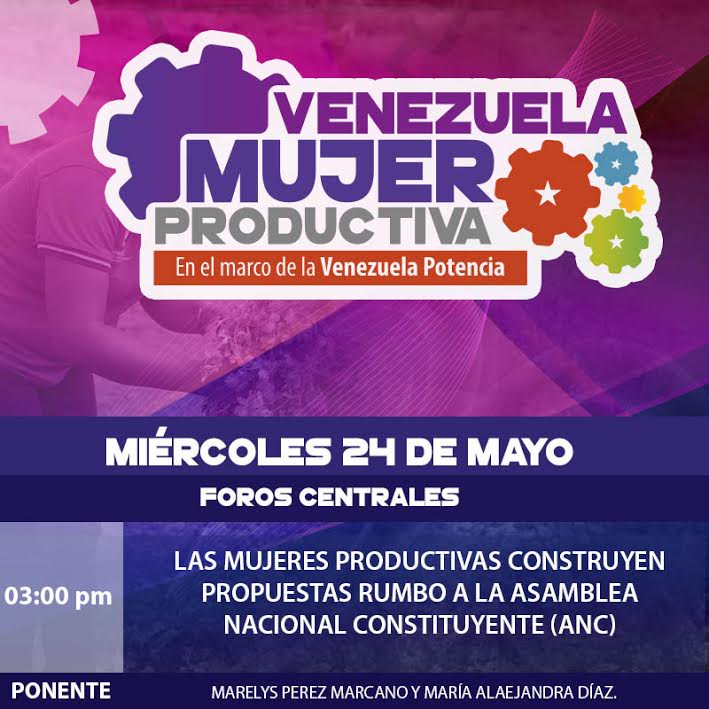 VENEZUELA
MUJER
PRODUCTIVA
En el marco de la Venezuela Potencia
MIÉRCOLES 24 DE MAYO
FOROS CENTRALES
03:00 pm
LAS MUJERES PRODUCTIVAS CONSTRUYEN
PROPUESTAS RUMBO A LA ASAMBLEA
NACIONAL CONSTITUYENTE (ANC)
PONENTE
MARELYS PEREZ MARCANO Y MARÍA ALAEJANDRA DÍAZ.